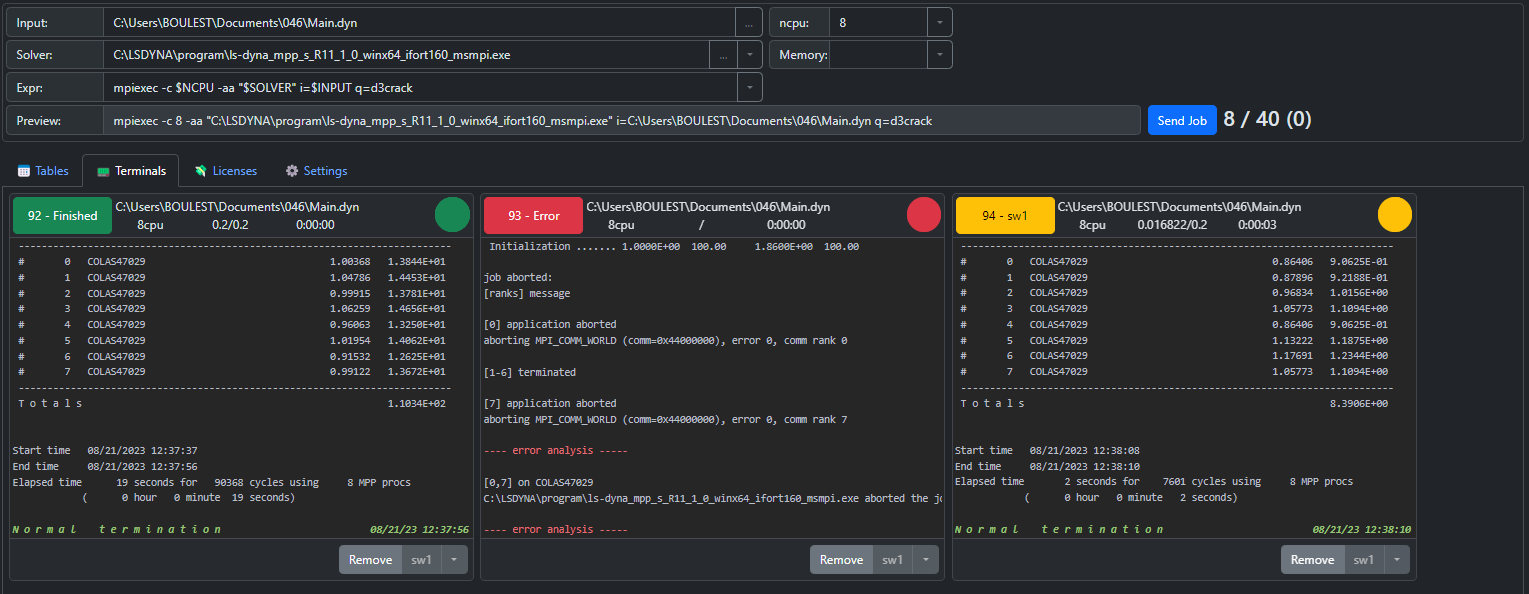 Input: C:\Users\BOULEST\Documents\046\Main.dyn ... ncpu: 8
Solver: C:\LSDYNA\program\ls-dyna_mpp_s_R11_1_0_winx64_ifort160_msmpi.exe ... Memory:
Expr: mpiexec -c $NCPU -aa "$SOLVER" i=$INPUT q=d3crack
Preview: mpiexec -c 8 -aa "C:\LSDYNA\program\ls-dyna_mpp_s_R11_1_0_winx64_ifort160_msmpi.exe" i=C:\Users\BOULEST\Documents\046\Main.dyn q=d3crack Send Job 8 / 40 (0)
Tables Terminals Licenses Settings
92 - Finished C:\Users\BOULEST\Documents\046\Main.dyn
8cpu 0.2/0.2 0:00:00
--------------------------------------------------------------------------
# 0 COLAS47029 1.00368 1.3844E+01
# 1 COLAS47029 1.04786 1.4453E+01
# 2 COLAS47029 0.99915 1.3781E+01
# 3 COLAS47029 1.06259 1.4656E+01
# 4 COLAS47029 0.96063 1.3250E+01
# 5 COLAS47029 1.01954 1.4062E+01
# 6 COLAS47029 0.91532 1.2625E+01
# 7 COLAS47029 0.99122 1.3672E+01
--------------------------------------------------------------------------
T o t a l s 1.1034E+02
Start time 08/21/2023 12:37:37
End time 08/21/2023 12:37:56
Elapsed time 19 seconds for 90368 cycles using 8 MPP procs
( 0 hour 0 minute 19 seconds)
N o r m a l t e r m i n a t i o n 08/21/23 12:37:56
Remove sw1
93 - Error C:\Users\BOULEST\Documents\046\Main.dyn
8cpu / 0:00:00
Initialization ....... 1.0000E+00 100.00 1.8600E+00 100.00
job aborted:
[ranks] message
[0] application aborted
aborting MPI_COMM_WORLD (comm=0x44000000), error 0, comm rank 0
[1-6] terminated
[7] application aborted
aborting MPI_COMM_WORLD (comm=0x44000000), error 0, comm rank 7
---- error analysis -----
[0,7] on COLAS47029
C:\LSDYNA\program\ls-dyna_mpp_s_R11_1_0_winx64_ifort160_msmpi.exe aborted the jo
---- error analysis -----
Remove sw1
94 - sw1 C:\Users\BOULEST\Documents\046\Main.dyn
8cpu 0.016822/0.2 0:00:03
--------------------------------------------------------------------------
# 0 COLAS47029 0.86406 9.0625E-01
# 1 COLAS47029 0.87896 9.2188E-01
# 2 COLAS47029 0.96834 1.0156E+00
# 3 COLAS47029 1.05773 1.1094E+00
# 4 COLAS47029 0.86406 9.0625E-01
# 5 COLAS47029 1.13222 1.1875E+00
# 6 COLAS47029 1.17691 1.2344E+00
# 7 COLAS47029 1.05773 1.1094E+00
--------------------------------------------------------------------------
T o t a l s 8.3906E+00
Start time 08/21/2023 12:38:08
End time 08/21/2023 12:38:10
Elapsed time 2 seconds for 7601 cycles using 8 MPP procs
( 0 hour 0 minute 2 seconds)
N o r m a l t e r m i n a t i o n 08/21/23 12:38:10
Remove sw1